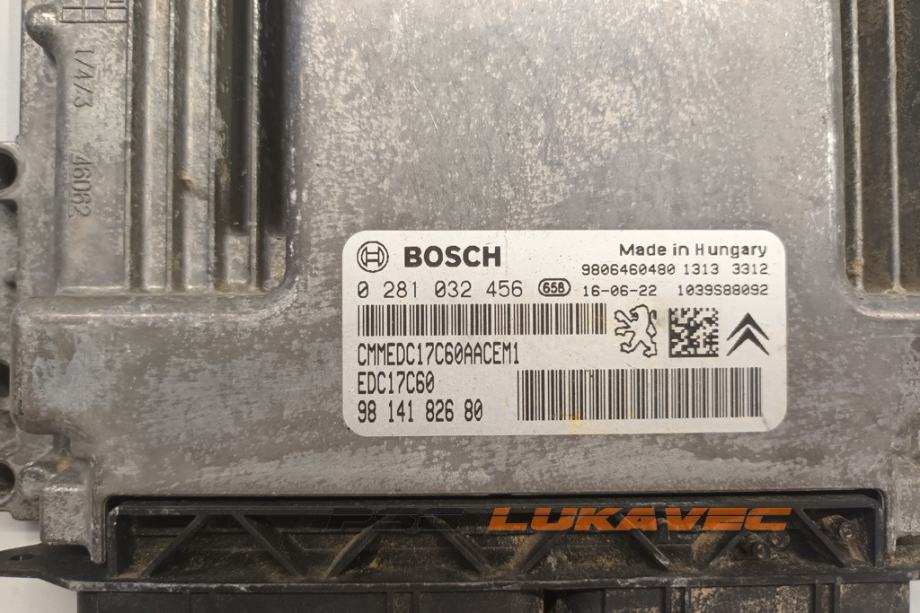 1/4/3 46062
BOSCH
Made in Hungary
9806460480 1313 3312
0 281 032 456 658 16-06-22 1039S88092
CMMEDC17C60AACEM1
EDC17C60
98 141 826 80
PST LUKAVEC